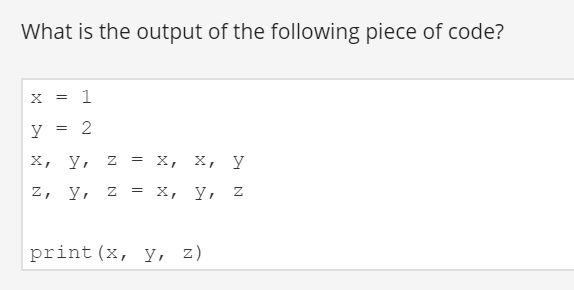 What is the output of the following piece of code?
x = 1
y = 2
x, y, z = x, x, y
z, y, z = x, y, z
print(x, y, z)